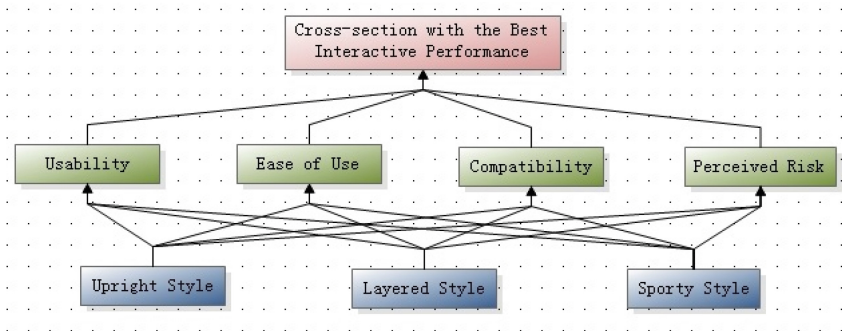 Cross-section with the Best
Interactive Performance
Usability
Ease of Use
Compatibility
Perceived Risk
Upright Style
Layered Style
Sporty Style